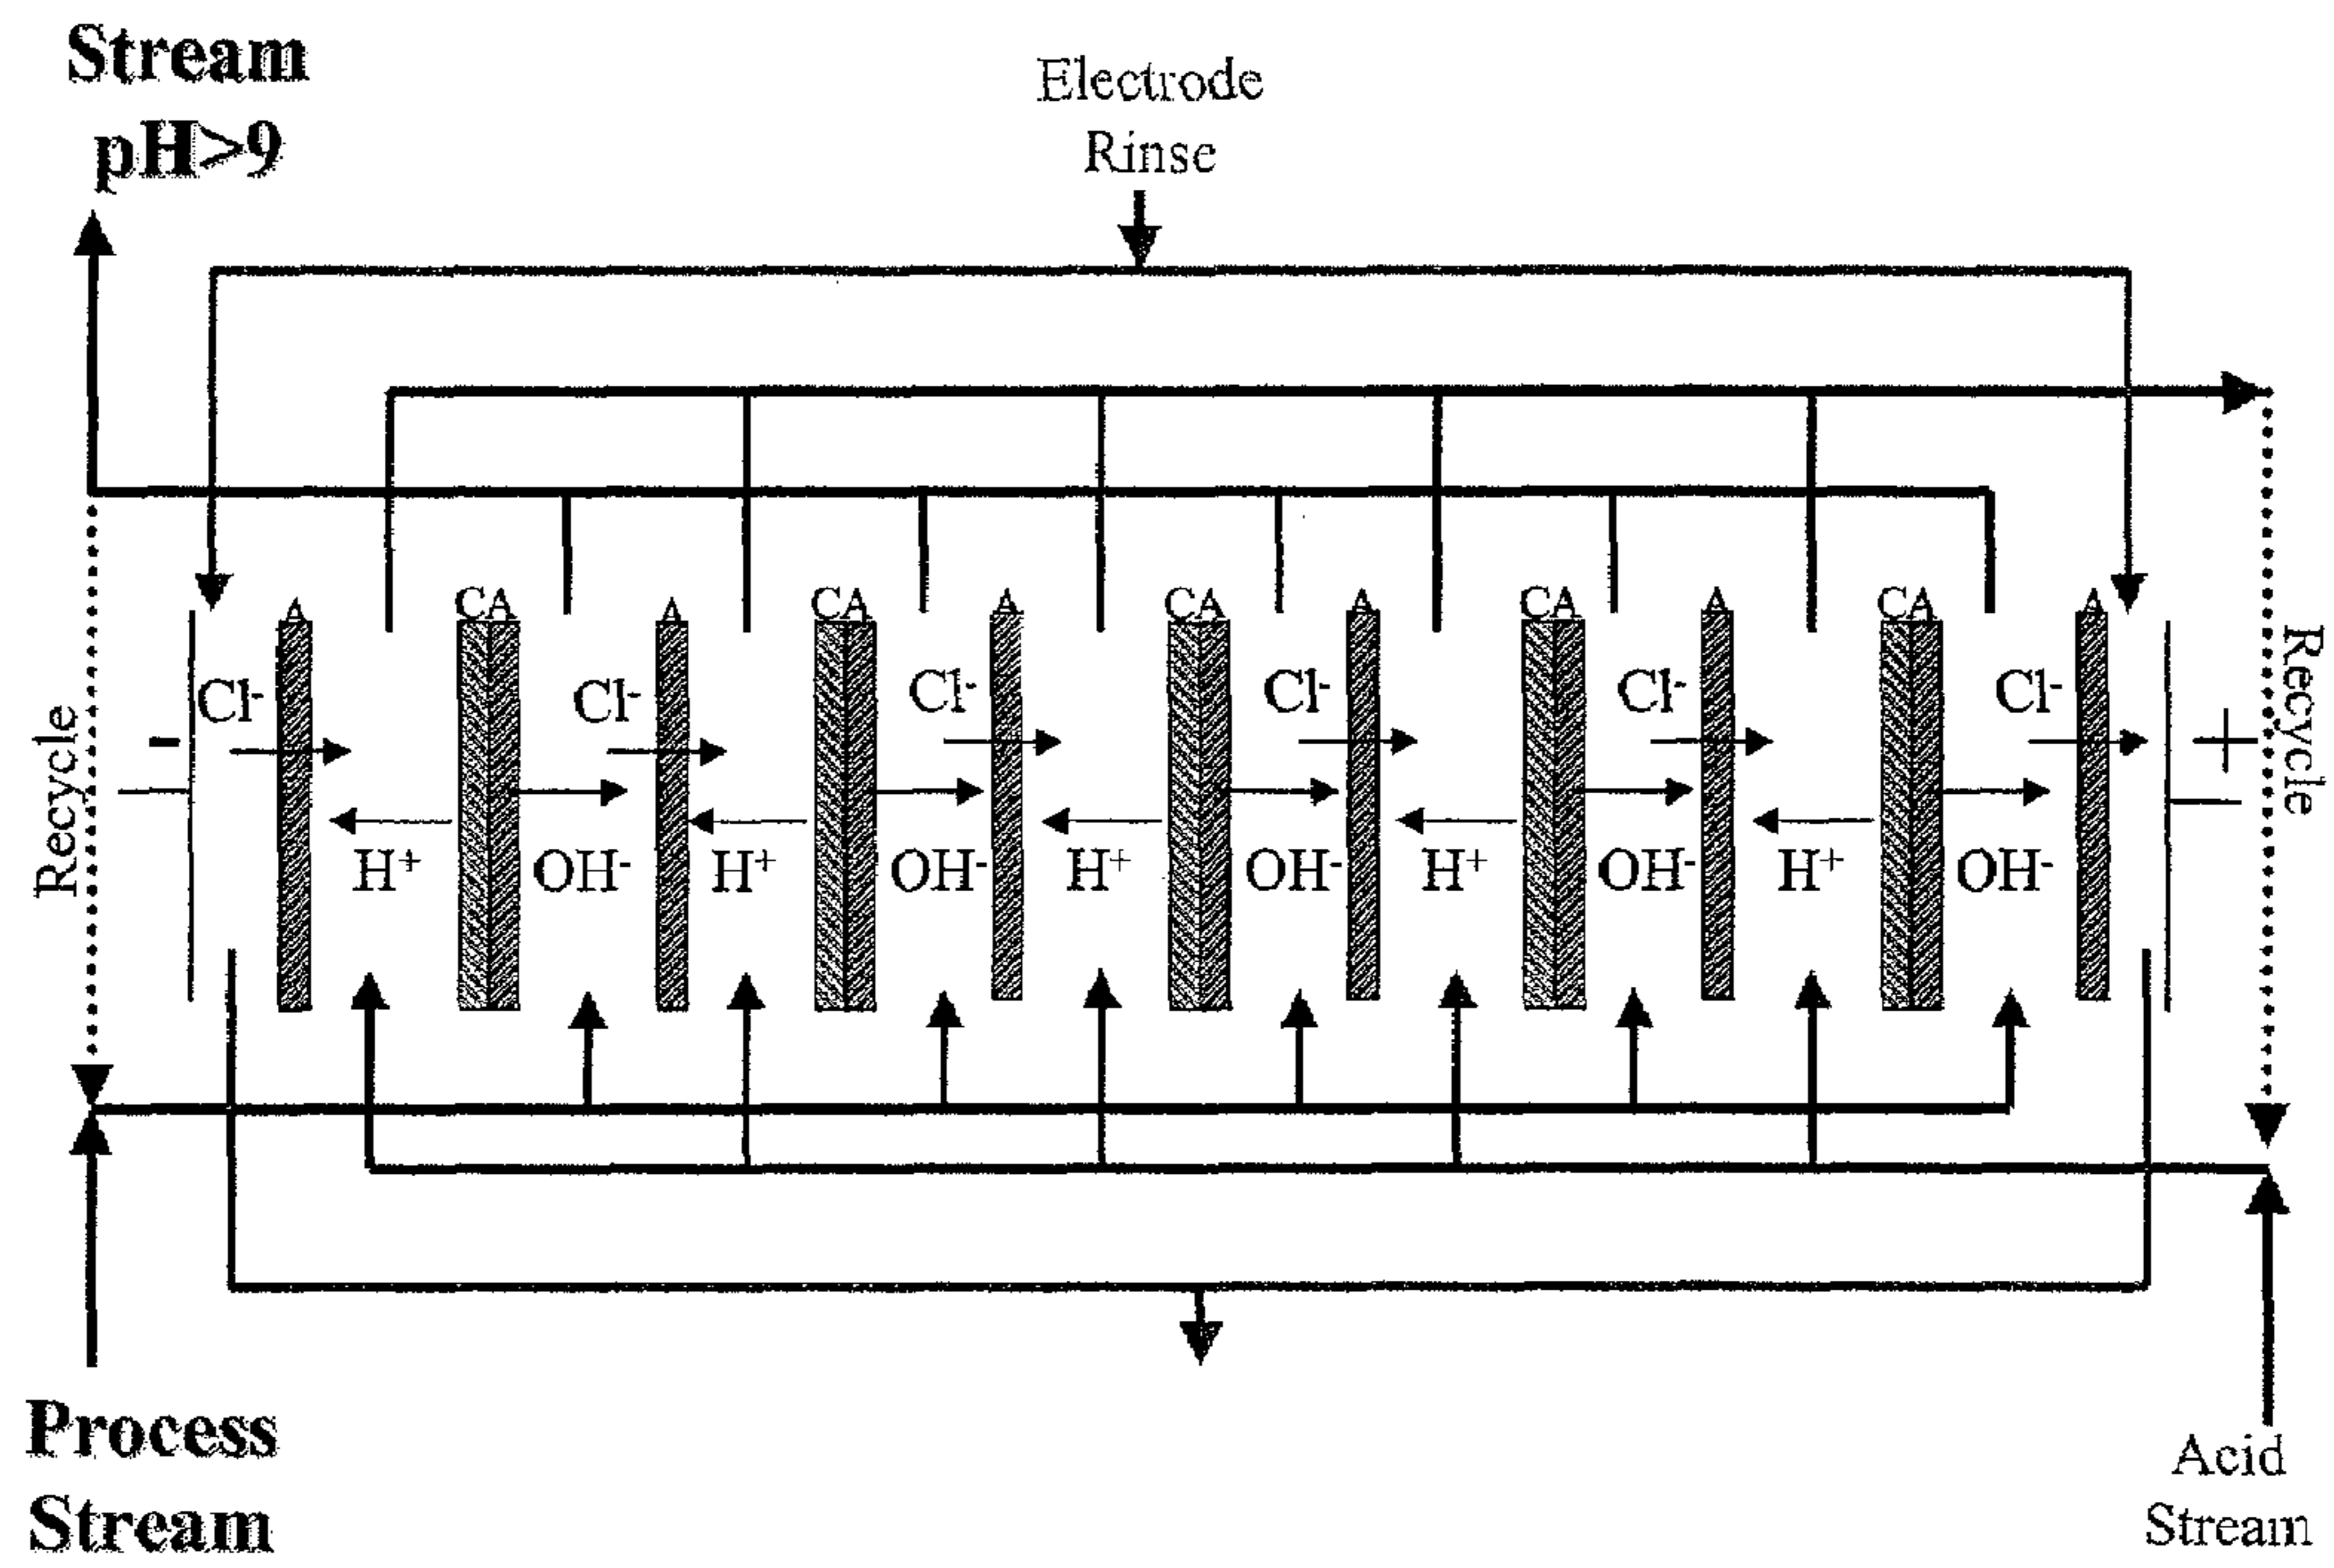 Stream
pH>9
Electrode
Rinse
A
CA
A
CA
A
CA
A
CA
A
CA
A
Cl-
Cl-
Cl-
Cl-
Cl-
Cl-
-
+
Recycle
Recycle
H+
OH-
H+
OH-
H+
OH-
H+
OH-
H+
OH-
Process
Stream
Acid
Stream